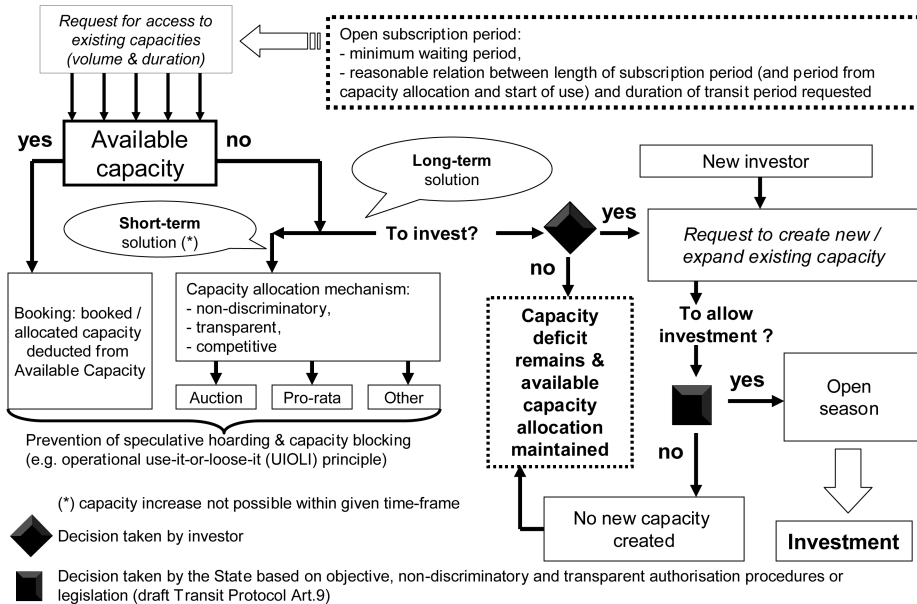 Request for access to
existing capacities
(volume & duration)
Open subscription period:
- minimum waiting period,
- reasonable relation between length of subscription period (and period from
capacity allocation and start of use) and duration of transit period requested
yes
Available
capacity
no
Long-term
solution
New investor
Short-term
solution (*)
To invest?
yes
no
Request to create new /
expand existing capacity
Booking: booked /
allocated capacity
deducted from
Available Capacity
Capacity allocation mechanism:
- non-discriminatory,
- transparent,
- competitive
Auction
Pro-rata
Other
Capacity
deficit
remains &
available
capacity
allocation
maintained
To allow
investment ?
yes
no
Open
season
Prevention of speculative hoarding & capacity blocking
(e.g. operational use-it-or-loose-it (UIOLI) principle)
No new capacity
created
Investment
(*) capacity increase not possible within given time-frame
Decision taken by investor
Decision taken by the State based on objective, non-discriminatory and transparent authorisation procedures or
legislation (draft Transit Protocol Art.9)